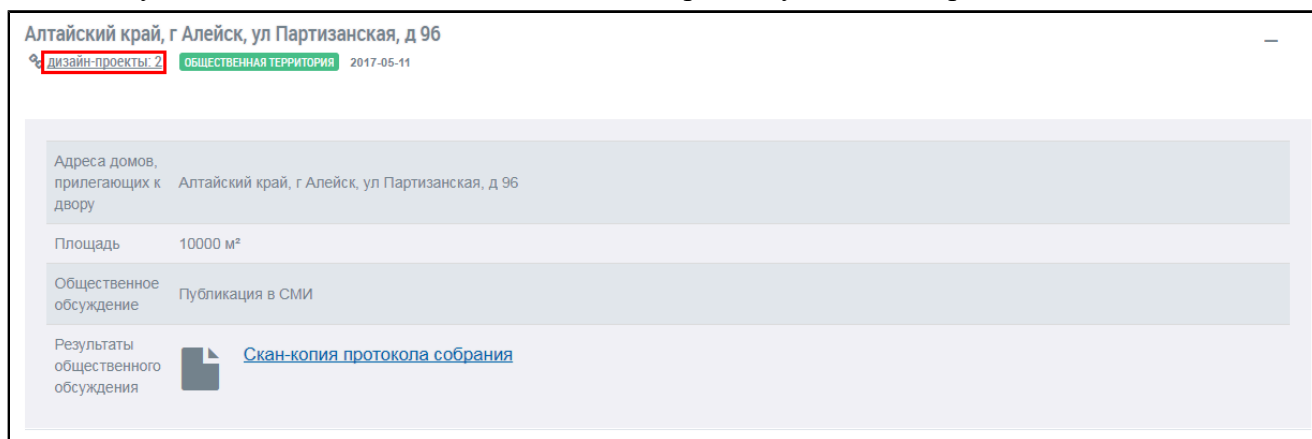 Алтайский край, г Алейск, ул Партизанская, д 96
дизайн-проекты: 2 ОБЩЕСТВЕННАЯ ТЕРРИТОРИЯ 2017-05-11
Адреса домов,
прилегающих к
двору
Алтайский край, г Алейск, ул Партизанская, д 96
Площадь 10000 м²
Общественное
обсуждение
Публикация в СМИ
Результаты
общественного
обсуждения
Скан-копия протокола собрания